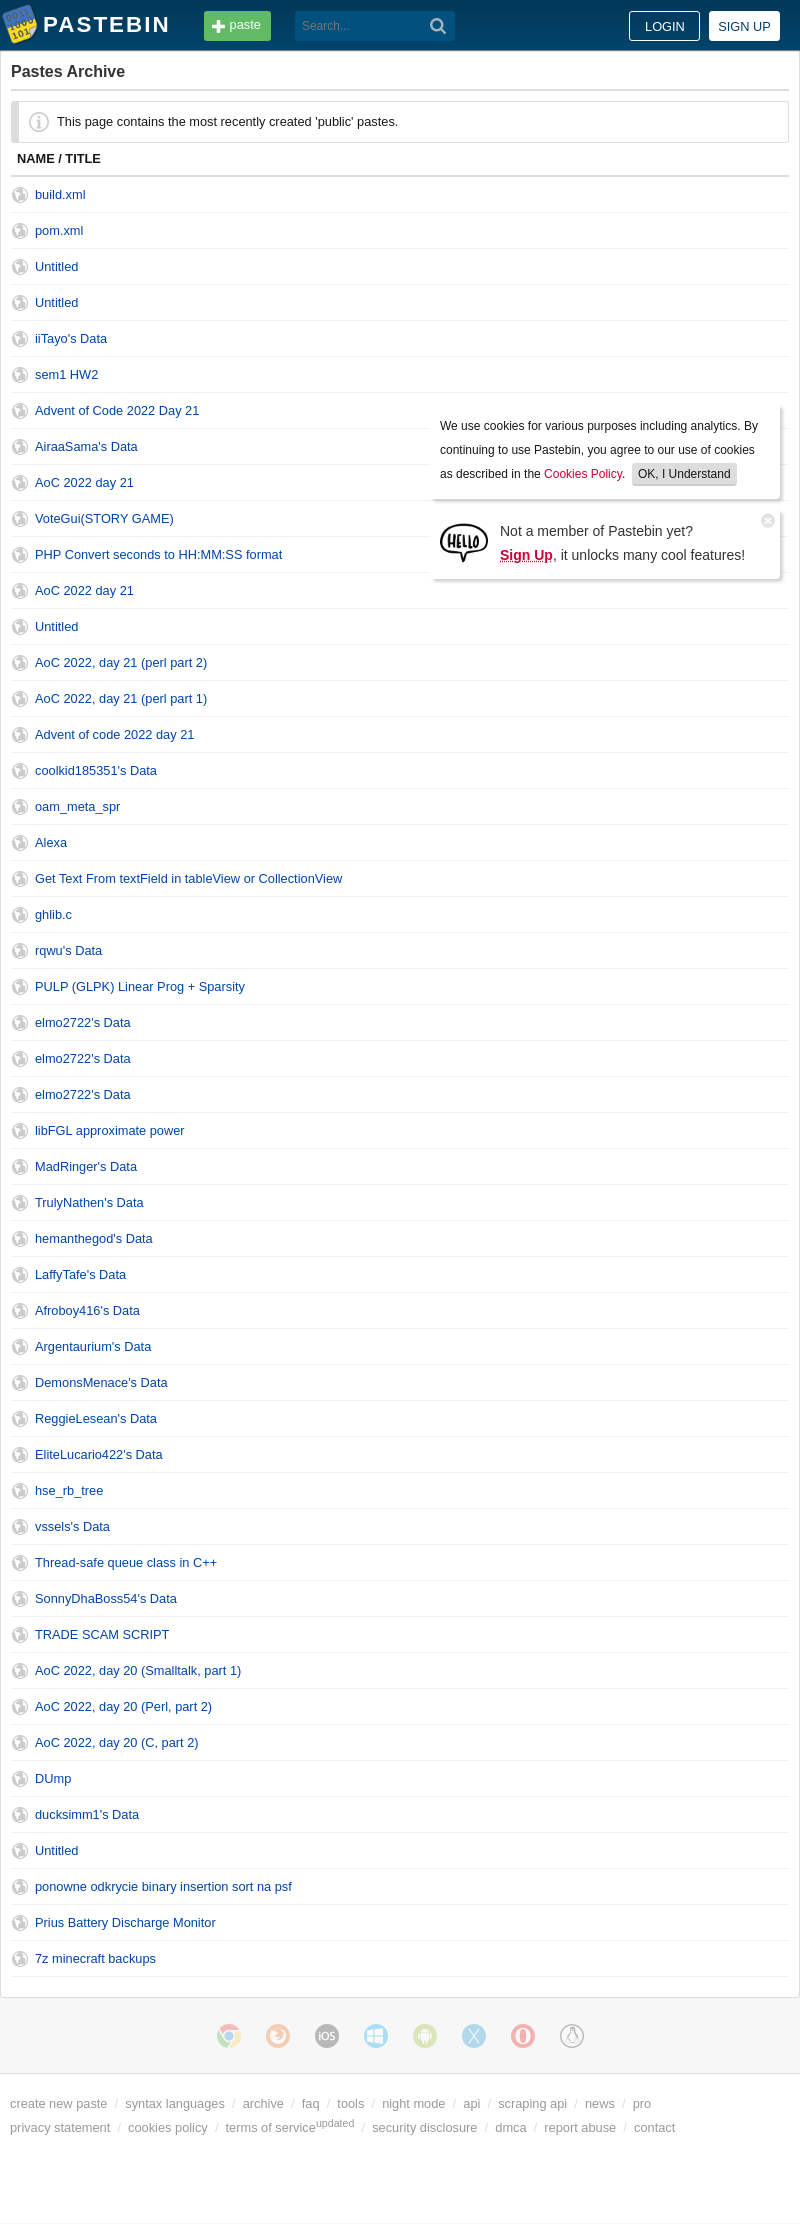 PASTEBIN paste Search... LOGIN SIGN UP
Pastes Archive
This page contains the most recently created 'public' pastes.
NAME / TITLE
build.xml
pom.xml
Untitled
Untitled
iiTayo's Data
sem1 HW2
Advent of Code 2022 Day 21
AiraaSama's Data
AoC 2022 day 21
VoteGui(STORY GAME)
PHP Convert seconds to HH:MM:SS format
AoC 2022 day 21
Untitled
AoC 2022, day 21 (perl part 2)
AoC 2022, day 21 (perl part 1)
Advent of code 2022 day 21
coolkid185351's Data
oam_meta_spr
Alexa
Get Text From textField in tableView or CollectionView
ghlib.c
rqwu's Data
PULP (GLPK) Linear Prog + Sparsity
elmo2722's Data
elmo2722's Data
elmo2722's Data
libFGL approximate power
MadRinger's Data
TrulyNathen's Data
hemanthegod's Data
LaffyTafe's Data
Afroboy416's Data
Argentaurium's Data
DemonsMenace's Data
ReggieLesean's Data
EliteLucario422's Data
hse_rb_tree
vssels's Data
Thread-safe queue class in C++
SonnyDhaBoss54's Data
TRADE SCAM SCRIPT
AoC 2022, day 20 (Smalltalk, part 1)
AoC 2022, day 20 (Perl, part 2)
AoC 2022, day 20 (C, part 2)
DUmp
ducksimm1's Data
Untitled
ponowne odkrycie binary insertion sort na psf
Prius Battery Discharge Monitor
7z minecraft backups
We use cookies for various purposes including analytics. By
continuing to use Pastebin, you agree to our use of cookies
as described in the Cookies Policy. OK, I Understand
HELLO
Not a member of Pastebin yet?
Sign Up, it unlocks many cool features!
iOS
create new paste / syntax languages / archive / faq / tools / night mode / api / scraping api / news / pro
privacy statement / cookies policy / terms of service updated / security disclosure / dmca / report abuse / contact